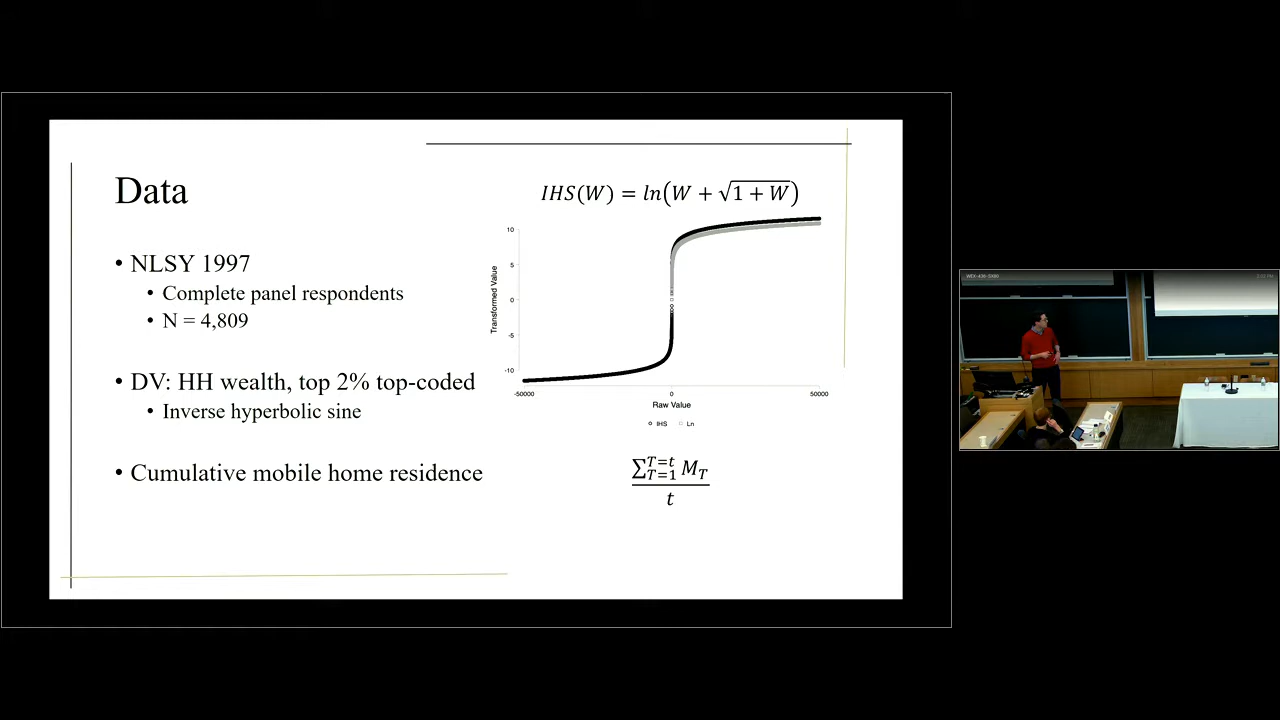 Data
IHS(W) = ln(W + √1 + W)
• NLSY 1997
• Complete panel respondents
• N = 4,809
• DV: HH wealth, top 2% top-coded
• Inverse hyperbolic sine
• Cumulative mobile home residence
10
5
0
-5
-10
Transformed Value
-50000 0 50000
Raw Value
IHS Ln
∑_{T=1}^{T=t} M_T
t